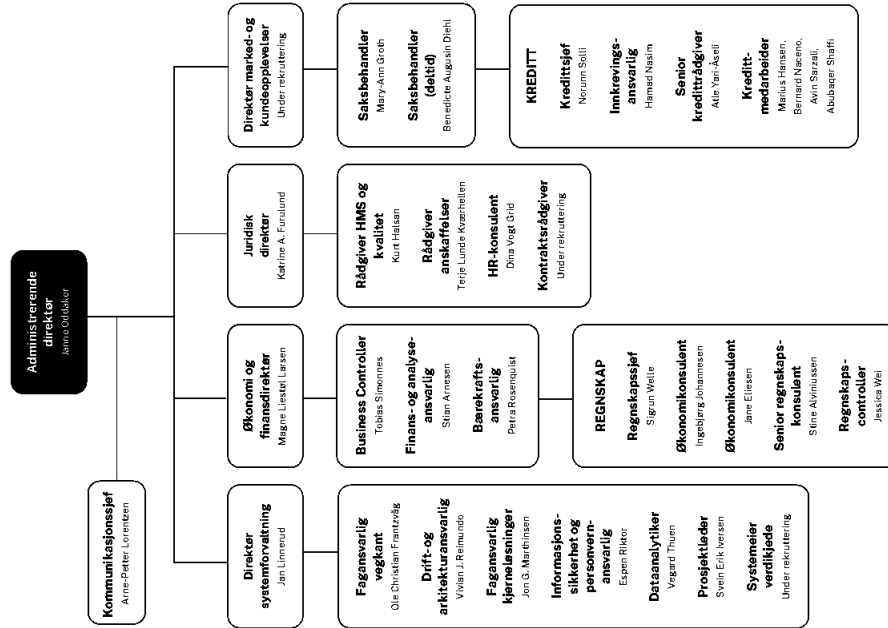 Administrerende
direktør
Janne Oddaker
Kommunikasjonssjef
Arne-Petter Lorentzen
Direktør
systemforvaltning
Jan Linnerud
Fagansvarlig
vegkant
Ole Christian Frantzvåg
Drift-og
arkitekturansvarlig
Vivian J. Reimundo
Fagansvarlig
kjerneløsninger
Jon G. Marthinsen
Informasjons-
sikkerhet og
personvern-
ansvarlig
Espen Riktor
Dataanalytiker
Vegard Thuen
Prosjektleder
Svein Erik Iversen
Systemeier
verdikjede
Under rekruttering
Økonomi og
finansdirektør
Magne Liestøl Larsen
Business Controller
Tobias Simonnes
Finans- og analyse-
ansvarlig
Stian Arnesen
Bærekrafts-
ansvarlig
Petra Rosenquist
REGNSKAP
Regnskapssjef
Sigrun Welle
Økonomikonsulent
Ingebjørg Johannesen
Økonomikonsulent
Jane Eliesen
Senior regnskaps-
konsulent
Stine Alviniussen
Regnskaps-
controller
Jessica Wei
Juridisk
direktør
Katrine A. Furulund
Rådgiver HMS og
kvalitet
Kurt Halsan
Rådgiver
anskaffelser
Terje Lunde Kværhellen
HR-konsulent
Dina Vogt Grid
Kontraktsrådgiver
Under rekruttering
Direktør marked- og
kundeopplevelser
Under rekruttering
Saksbehandler
Mary-Ann Groth
Saksbehandler
(deltid)
Benedicte Augusin Diehl
KREDITT
Kredittsjef
Norunn Solli
Innkrevings-
ansvarlig
Hamad Nasim
Senior
kredittrådgiver
Atle Yari-Åseli
Kreditt-
medarbeider
Marius Hansen,
Bernard Naceno,
Avin Sarzali,
Abubaqer Shaffi